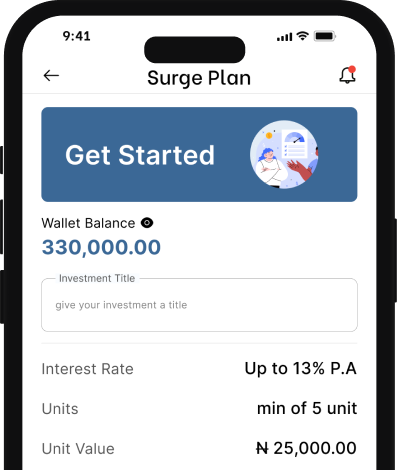 9:41
Surge Plan
Get Started
Wallet Balance
330,000.00
Investment Title
give your investment a title
Interest Rate Up to 13% P.A
Units min of 5 unit
Unit Value ₦ 25,000.00